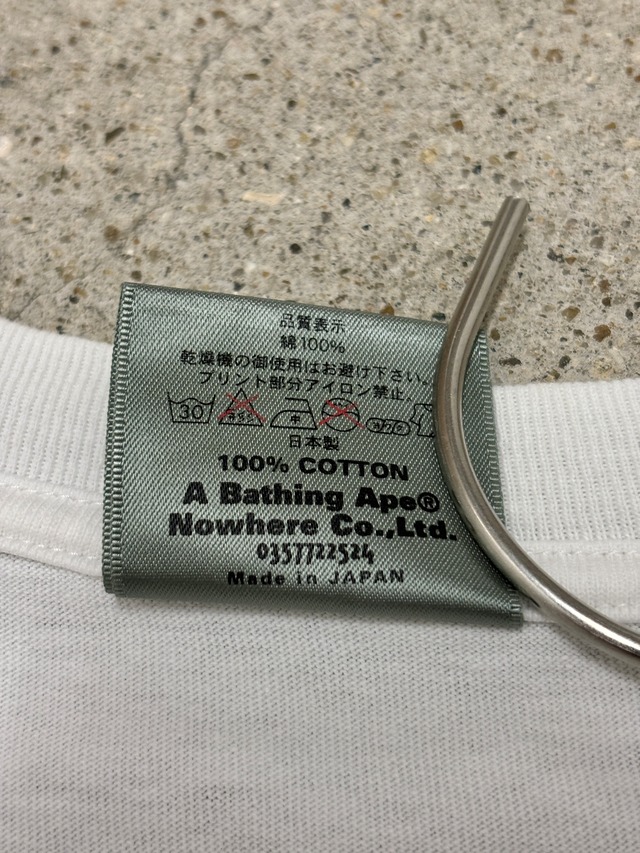 品質表示
綿100%
乾燥機の御使用はお避け下さい。
プリント部分アイロン禁止。
30
日本製
100% COTTON
A Bathing Ape®
Nowhere Co.,Ltd.
0357722524
Made in JAPAN